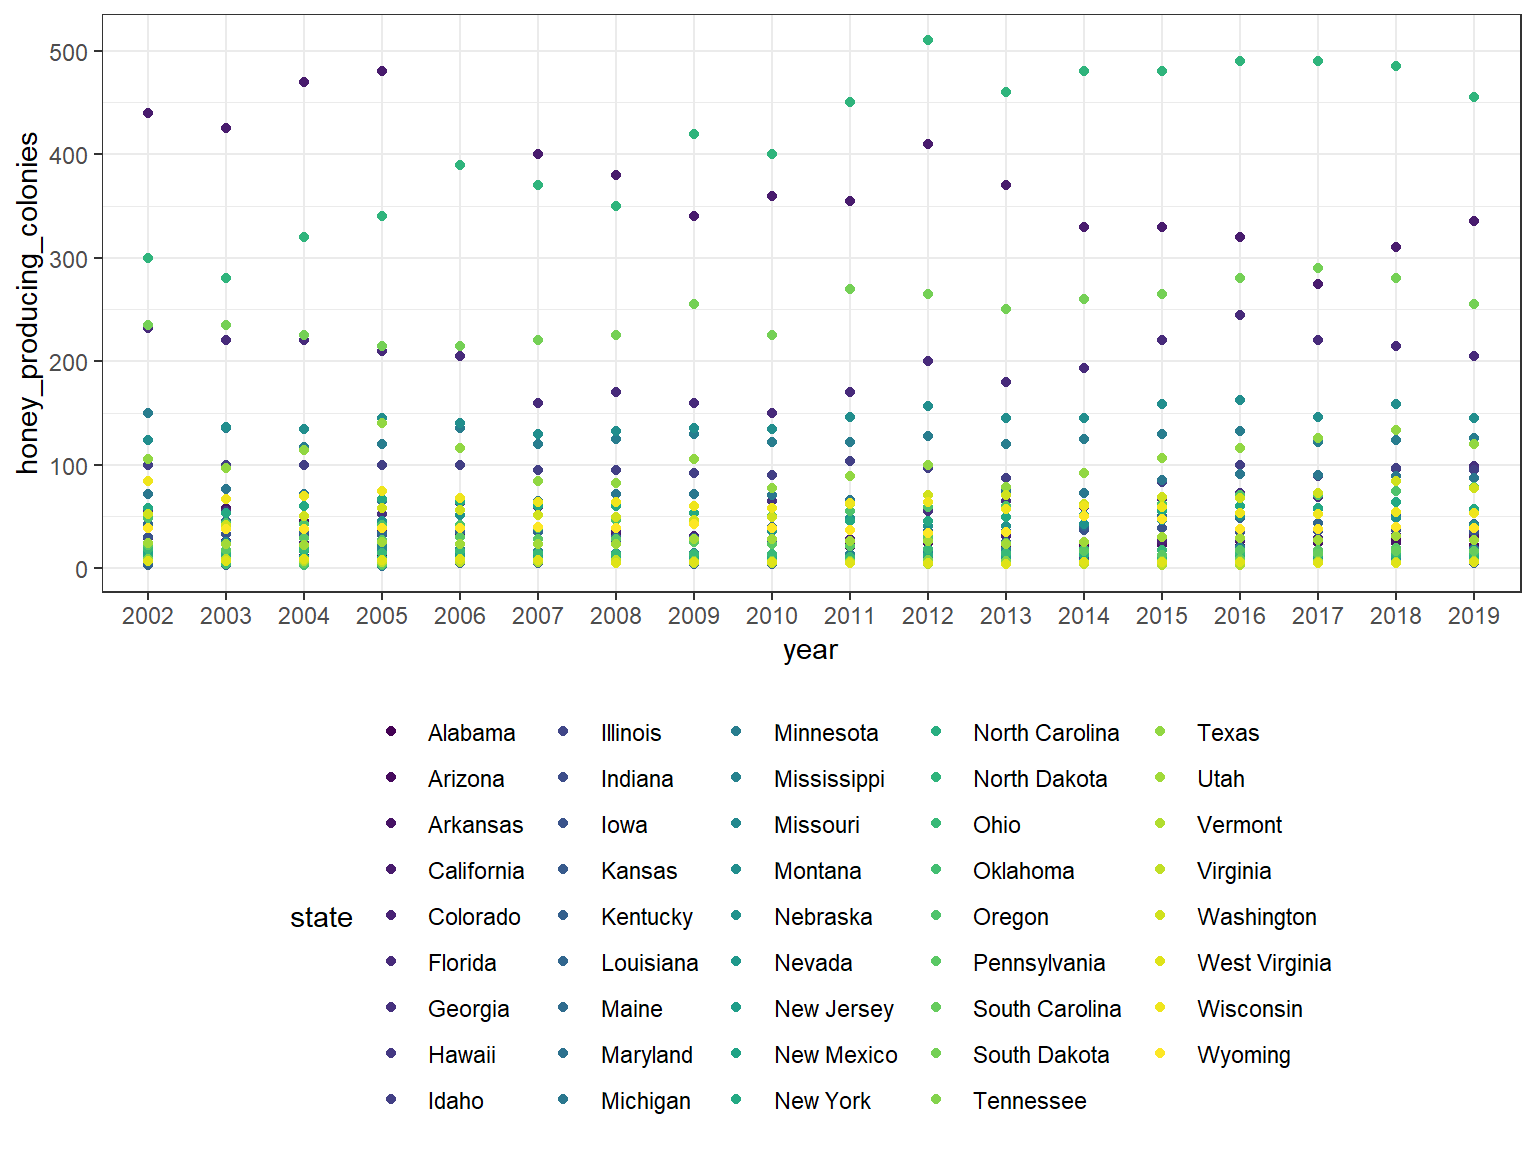 honey_producing_colonies
500
400
300
200
100
0
2002 2003 2004 2005 2006 2007 2008 2009 2010 2011 2012 2013 2014 2015 2016 2017 2018 2019
year
state
Alabama Illinois Minnesota North Carolina Texas
Arizona Indiana Mississippi North Dakota Utah
Arkansas Iowa Missouri Ohio Vermont
California Kansas Montana Oklahoma Virginia
Colorado Kentucky Nebraska Oregon Washington
Florida Louisiana Nevada Pennsylvania West Virginia
Georgia Maine New Jersey South Carolina Wisconsin
Hawaii Maryland New Mexico South Dakota Wyoming
Idaho Michigan New York Tennessee